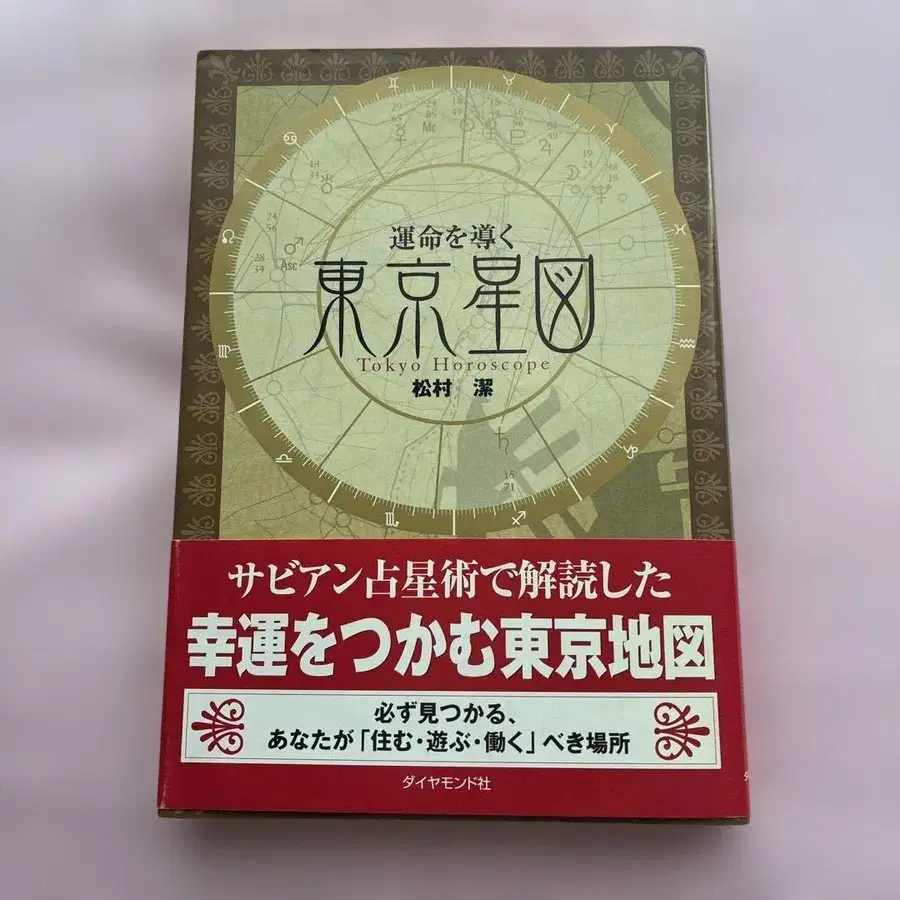 運命を導く
東京星図
Tokyo Horoscope
松村 潔
Mc
Asc
サビアン占星術で解読した
幸運をつかむ東京地図
必ず見つかる、
あなたが「住む・遊ぶ・働く」べき場所
ダイヤモンド社